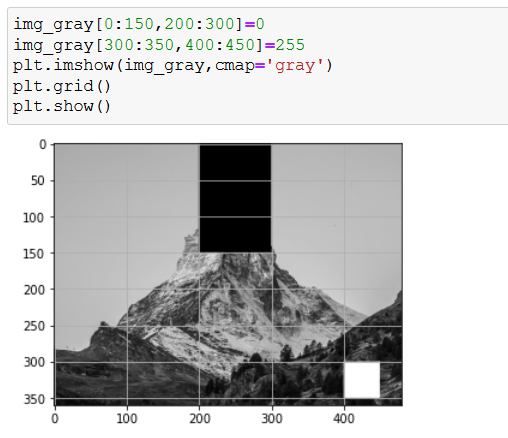 img_gray[0:150,200:300]=0
img_gray[300:350,400:450]=255
plt.imshow(img_gray,cmap='gray')
plt.grid()
plt.show()
0
50
100
150
200
250
300
350
0 100 200 300 400